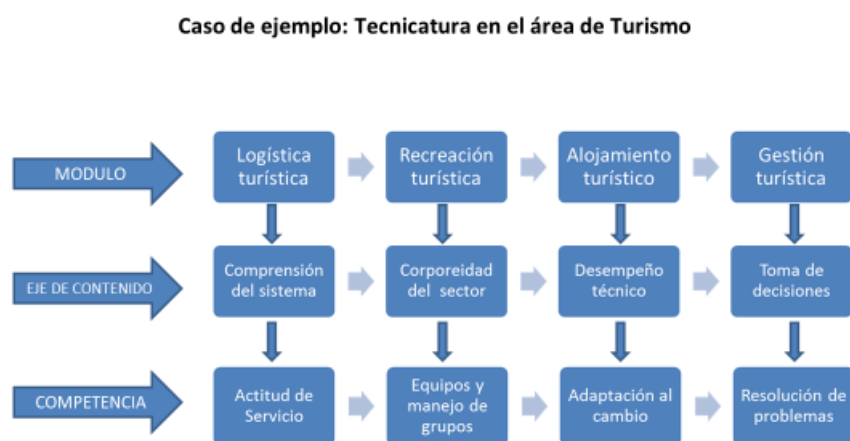 Caso de ejemplo: Tecnicatura en el área de Turismo
MODULO
Logística
turística
Recreación
turística
Alojamiento
turístico
Gestión
turística
EJE DE CONTENIDO
Comprensión
del sistema
Corporeidad
del sector
Desempeño
técnico
Toma de
decisiones
COMPETENCIA
Actitud de
Servicio
Equipos y
manejo de
grupos
Adaptación al
cambio
Resolución de
problemas